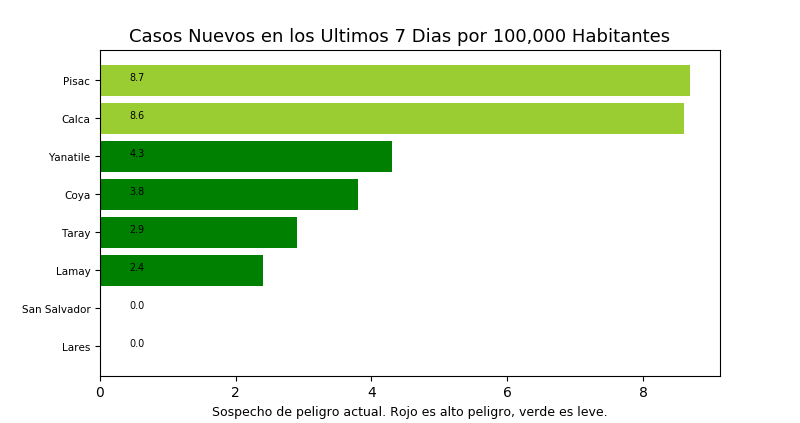 Casos Nuevos en los Ultimos 7 Dias por 100,000 Habitantes
Pisac 8.7
Calca 8.6
Yanatile 4.3
Coya 3.8
Taray 2.9
Lamay 2.4
San Salvador 0.0
Lares 0.0
0 2 4 6 8
Sospecho de peligro actual. Rojo es alto peligro, verde es leve.